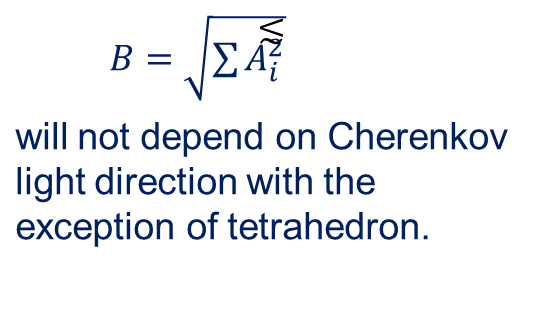 B = √∑ A_i^2 ≲
will not depend on Cherenkov
light direction with the
exception of tetrahedron.